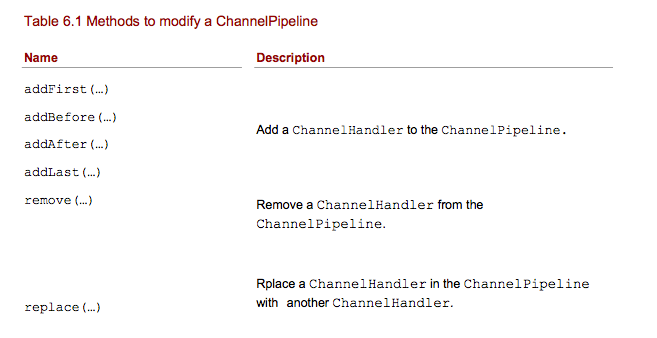 Table 6.1 Methods to modify a ChannelPipeline
Name Description
addFirst(…)
addBefore(…)
Add a ChannelHandler to the ChannelPipeline.
addAfter(…)
addLast(…)
remove(…)
Remove a ChannelHandler from the
ChannelPipeline.
Rplace a ChannelHandler in the ChannelPipeline
with another ChannelHandler.
replace(…)